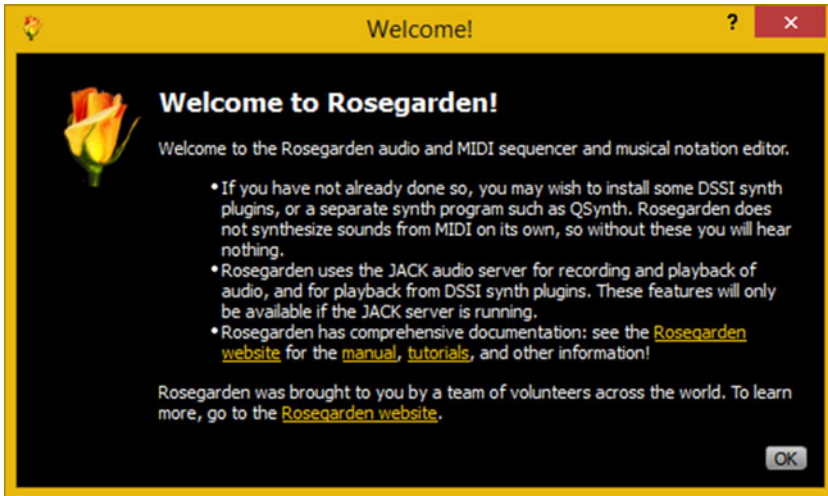 Welcome!
?
Welcome to Rosegarden!
Welcome to the Rosegarden audio and MIDI sequencer and musical notation editor.
• If you have not already done so, you may wish to install some DSSI synth
plugins, or a separate synth program such as QSynth. Rosegarden does
not synthesize sounds from MIDI on its own, so without these you will hear
nothing.
• Rosegarden uses the JACK audio server for recording and playback of
audio, and for playback from DSSI synth plugins. These features will only
be available if the JACK server is running.
• Rosegarden has comprehensive documentation: see the Rosegarden
website for the manual, tutorials, and other information!
Rosegarden was brought to you by a team of volunteers across the world. To learn
more, go to the Rosegarden website.
OK